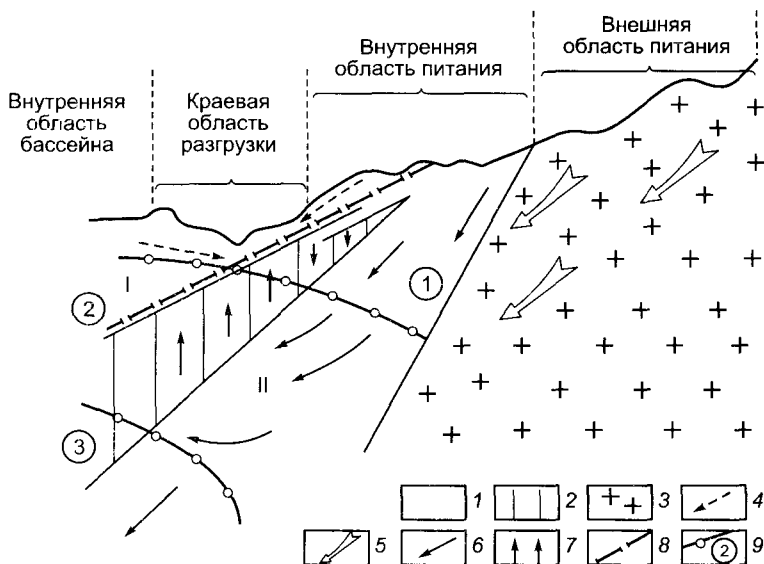 Внешняя
область питания
Внутренняя
область питания
Внутренняя
область
бассейна
Краевая
область
разгрузки
I
II
1
2
3
1
2
3
4
5
6
7
8
2
9